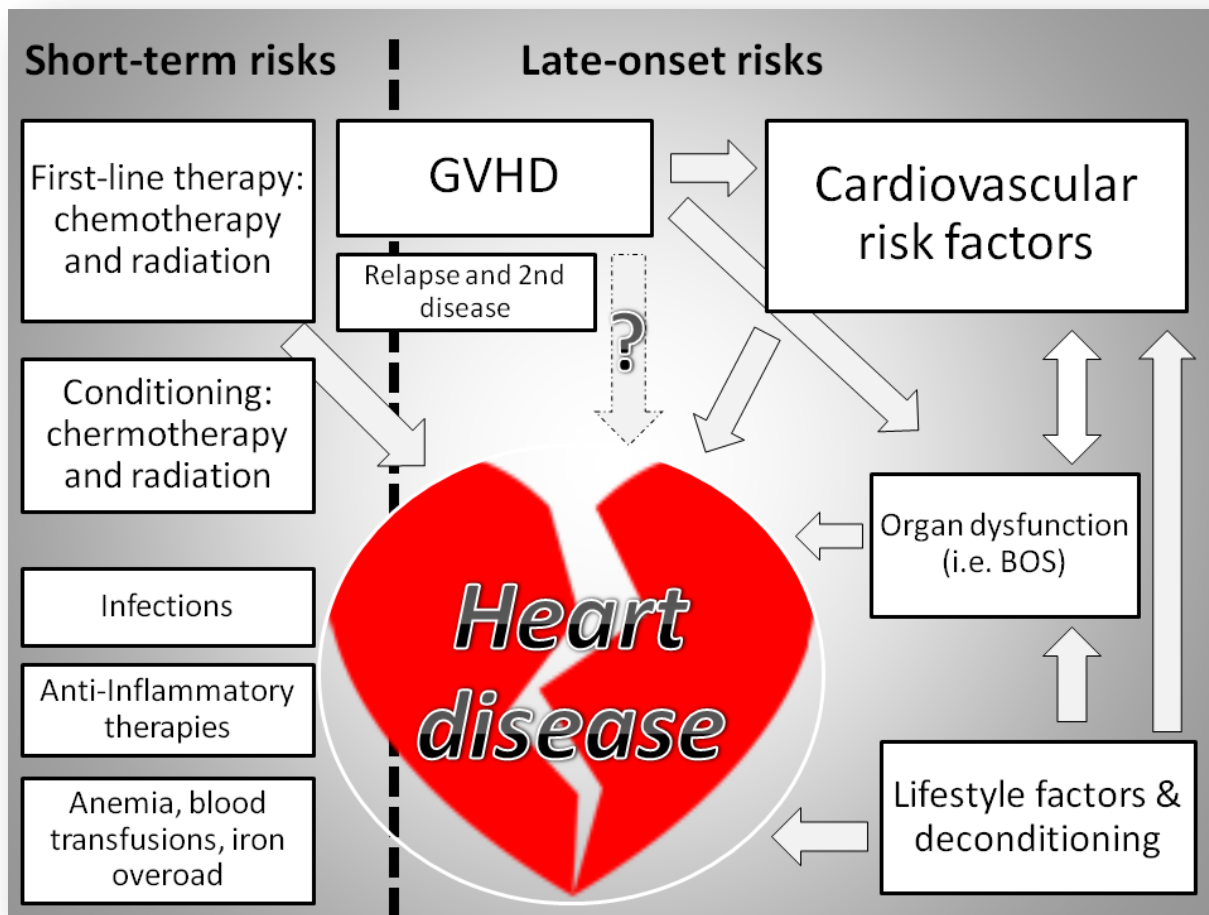 Short-term risks
Late-onset risks
First-line therapy:
chemotherapy
and radiation
Conditioning:
chermotherapy
and radiation
Infections
Anti-Inflammatory
therapies
Anemia, blood
transfusions, iron
overoad
GVHD
Relapse and 2nd
disease
?
Cardiovascular
risk factors
Organ dysfunction
(i.e. BOS)
Lifestyle factors &
deconditioning
Heart
disease